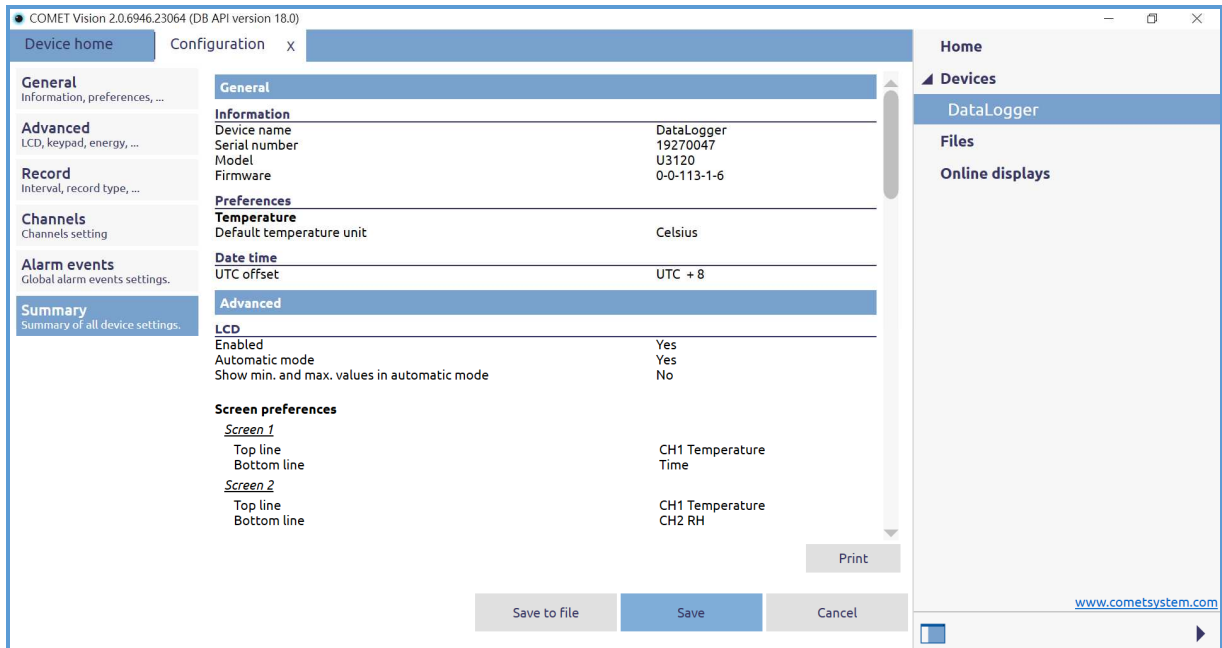 COMET Vision 2.0.6946.23064 (DB API version 18.0)
Device home
Configuration x
General
Information, preferences, ...
Advanced
LCD, keypad, energy, ...
Record
Interval, record type, ...
Channels
Channels setting
Alarm events
Global alarm events settings.
Summary
Summary of all device settings.
General
Information
Device name DataLogger
Serial number 19270047
Model U3120
Firmware 0-0-113-1-6
Preferences
Temperature
Default temperature unit Celsius
Date time
UTC offset UTC + 8
Advanced
LCD
Enabled Yes
Automatic mode Yes
Show min. and max. values in automatic mode No
Screen preferences
Screen 1
Top line CH1 Temperature
Bottom line Time
Screen 2
Top line CH1 Temperature
Bottom line CH2 RH
Print
Save to file
Save
Cancel
Home
Devices
DataLogger
Files
Online displays
www.cometsystem.com